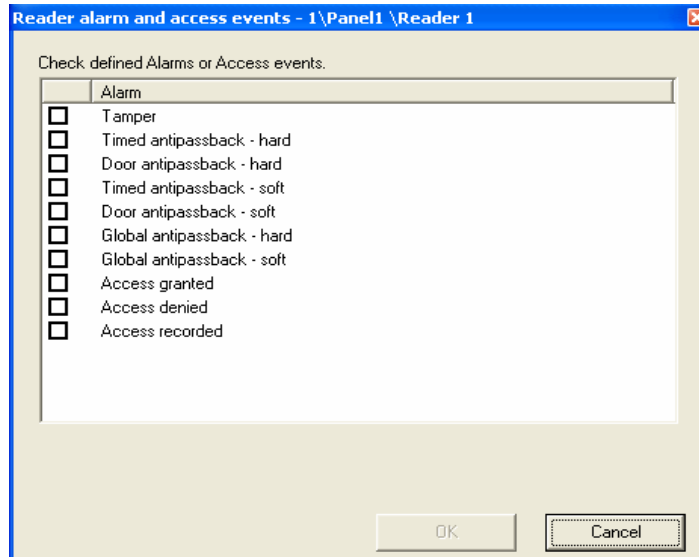 Reader alarm and access events - 1\Panel1 \Reader 1
Check defined Alarms or Access events.
Alarm
Tamper
Timed antipassback - hard
Door antipassback - hard
Timed antipassback - soft
Door antipassback - soft
Global antipassback - hard
Global antipassback - soft
Access granted
Access denied
Access recorded
OK Cancel